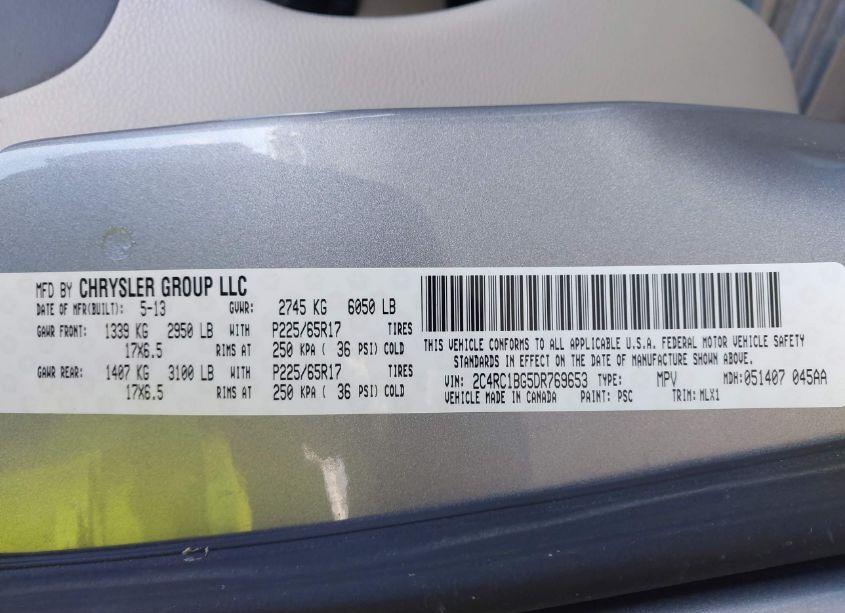 MFD BY CHRYSLER GROUP LLC
DATE OF MFR(BUILT): 5-13 GVWR: 2745 KG 6050 LB
GAWR FRONT: 1339 KG 2950 LB WITH P225/65R17 TIRES
17X6.5 RIMS AT 250 KPA ( 36 PSI) COLD
GAWR REAR: 1407 KG 3100 LB WITH P225/65R17 TIRES
17X6.5 RIMS AT 250 KPA ( 36 PSI) COLD
THIS VEHICLE CONFORMS TO ALL APPLICABLE U.S.A. FEDERAL MOTOR VEHICLE SAFETY
STANDARDS IN EFFECT ON THE DATE OF MANUFACTURE SHOWN ABOVE.
VIN: 2C4RC1BG5DR769653 TYPE: MPV MDH:051407 045AA
VEHICLE MADE IN CANADA PAINT: PSC TRIM: MLX1